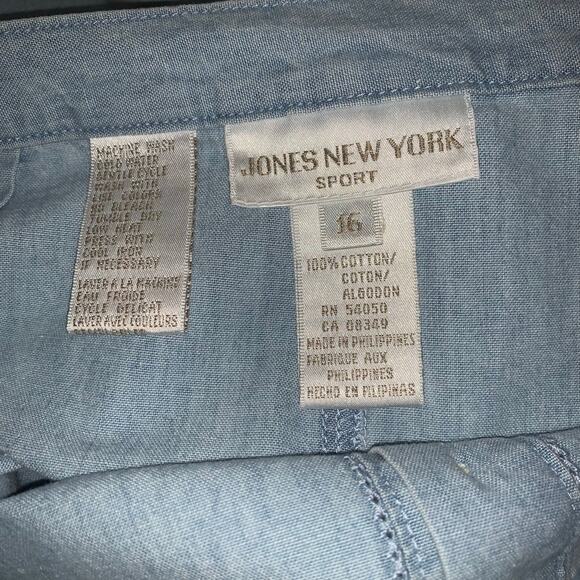 MACHINE WASH
COLD WATER
GENTLE CYCLE
WASH WITH
LIKE COLORS
NO BLEACH
TUMBLE DRY
LOW HEAT
PRESS WITH
COOL IRON
IF NECESSARY
LAVER A LA MACHINE
EAU FROIDE
CYCLE DELICAT
LAVER AVEC COULEURS
JONES NEW YORK
SPORT
16
100% COTTON/
COTON/
ALGODON
RN 54050
CA 08349
MADE IN PHILIPPINES
FABRIQUE AUX
PHILIPPINES
HECHO EN FILIPINAS